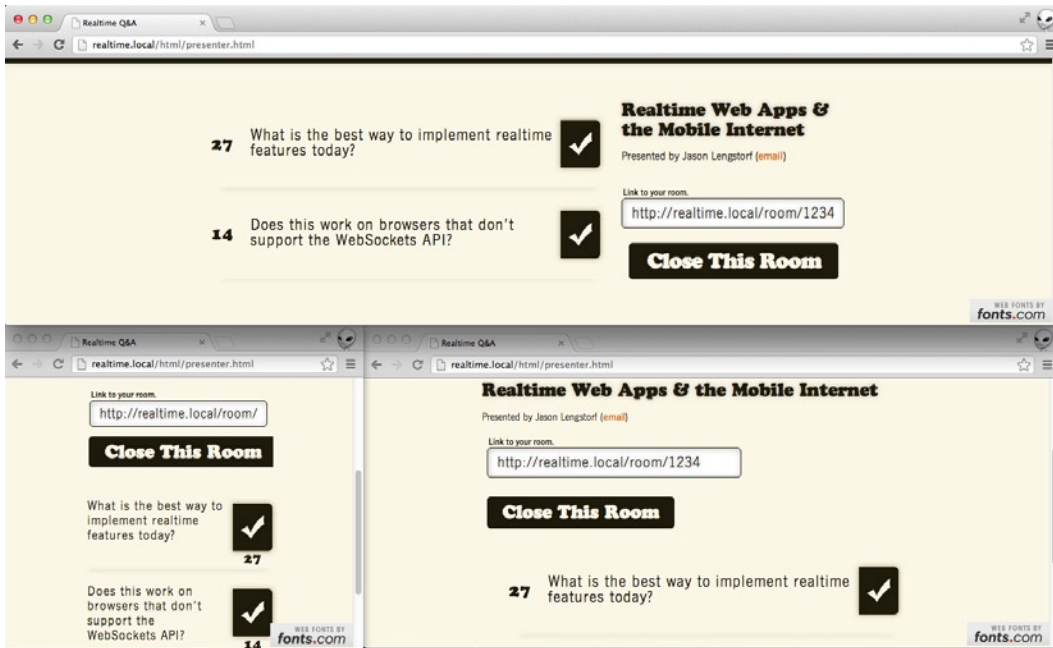 Realtime Q&A
realtime.local/html/presenter.html
27
What is the best way to implement realtime
features today?
14
Does this work on browsers that don't
support the WebSockets API?
Realtime Web Apps &
the Mobile Internet
Presented by Jason Lengstorf (email)
Link to your room.
http://realtime.local/room/1234
Close This Room
WEB FONTS BY
fonts.com
Realtime Q&A
realtime.local/html/presenter.html
Link to your room.
http://realtime.local/room/
Close This Room
What is the best way to
implement realtime
features today?
27
Does this work on
browsers that don't
support the
WebSockets API?
14
WEB FONTS BY
fonts.com
Realtime Q&A
realtime.local/html/presenter.html
Realtime Web Apps & the Mobile Internet
Presented by Jason Lengstorf (email)
Link to your room.
http://realtime.local/room/1234
Close This Room
27
What is the best way to implement realtime
features today?
WEB FONTS BY
fonts.com